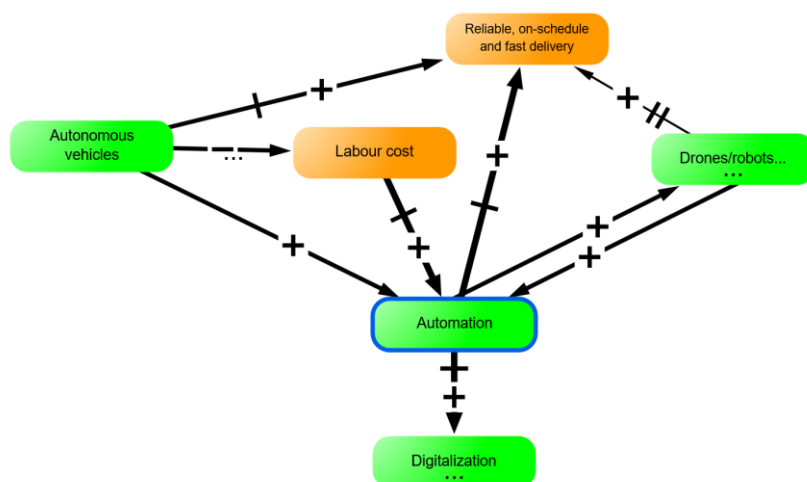 Reliable, on-schedule
and fast delivery
+
+
Autonomous
vehicles
...
Labour cost
+
Drones/robots...
...
+
+
+
+
Automation
+
Digitalization
...